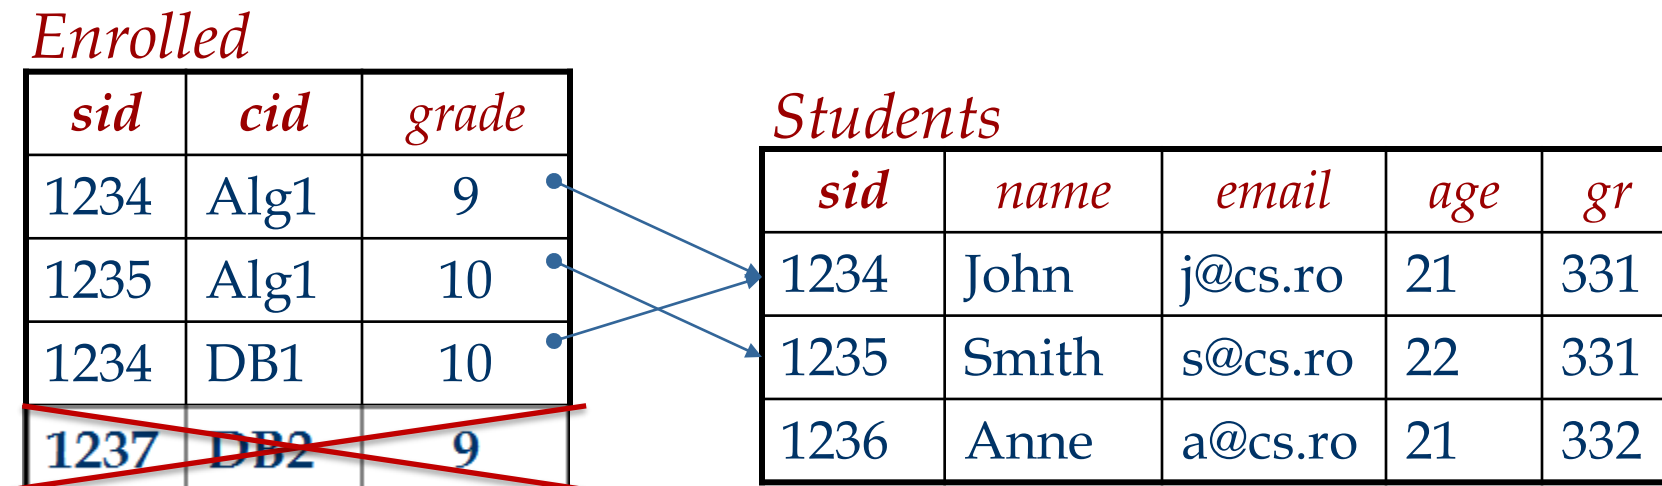 Enrolled
sid cid grade
1234 Alg1 9
1235 Alg1 10
1234 DB1 10
1237 DB2 9
Students
sid name email age gr
1234 John j@cs.ro 21 331
1235 Smith s@cs.ro 22 331
1236 Anne a@cs.ro 21 332